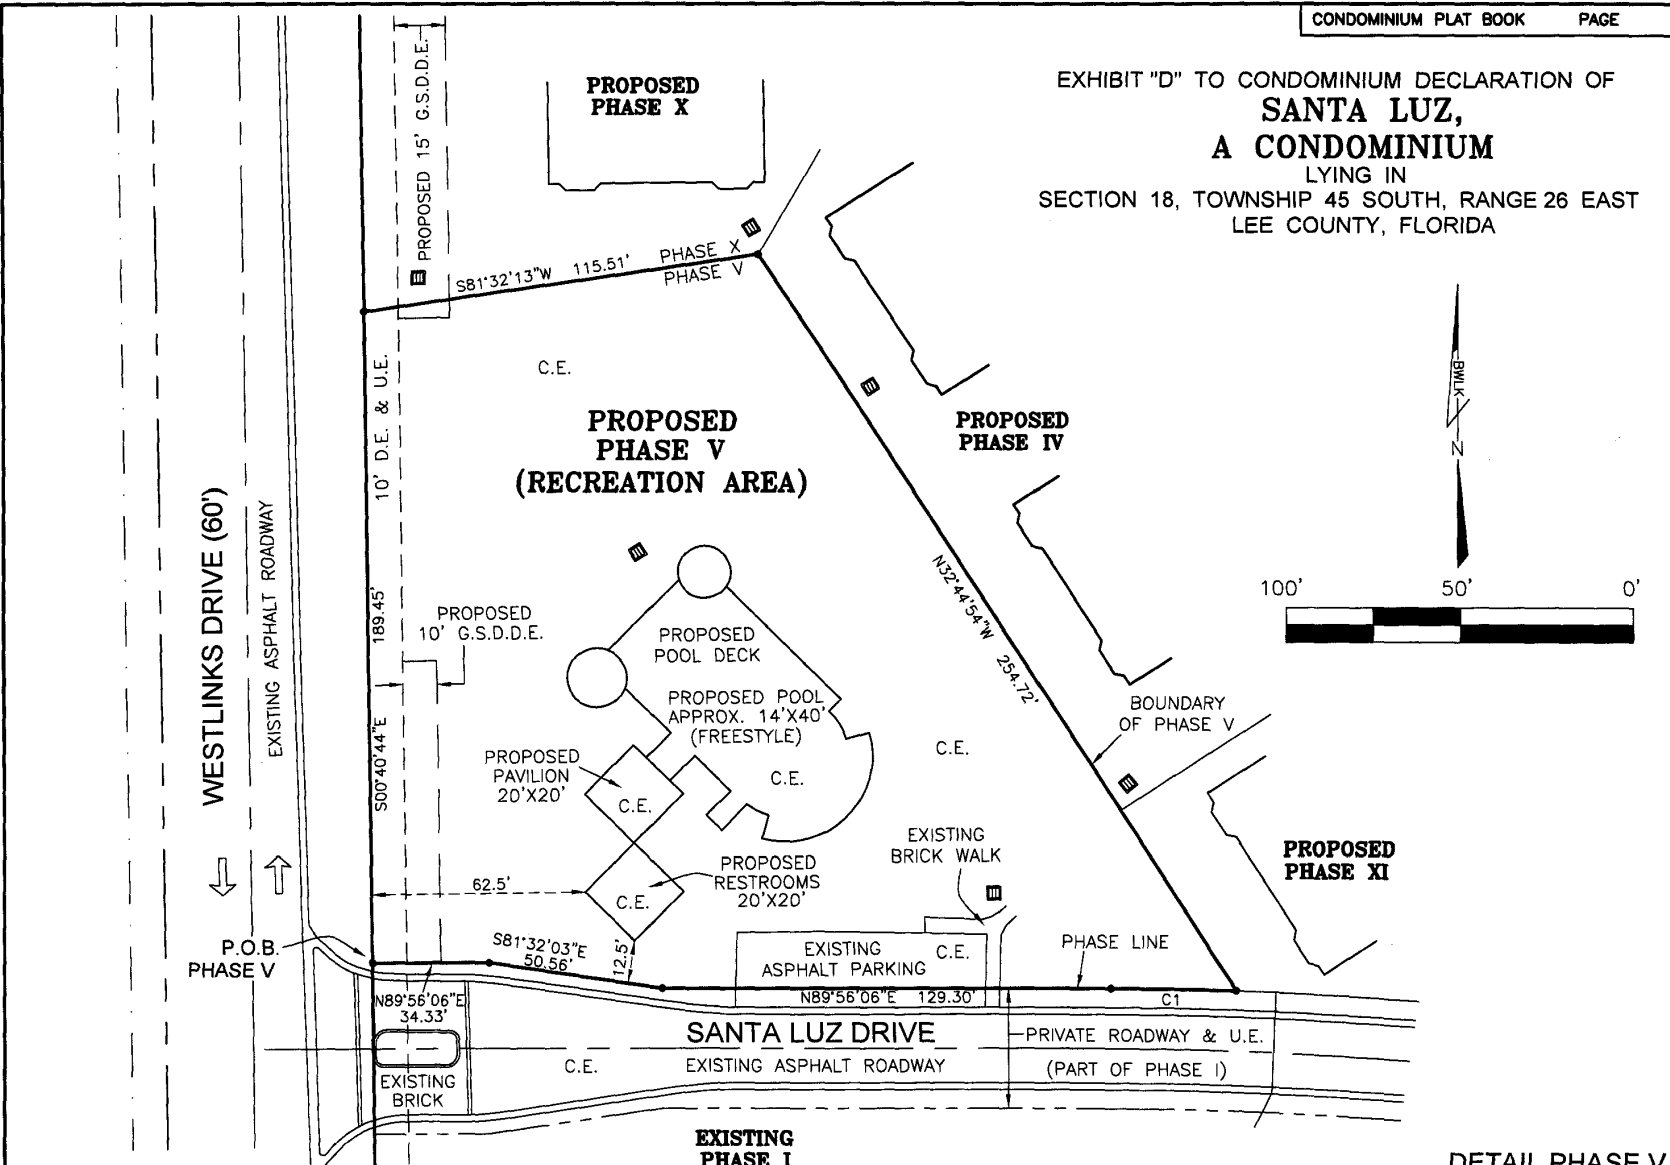 CONDOMINIUM PLAT BOOK PAGE
EXHIBIT "D" TO CONDOMINIUM DECLARATION OF
SANTA LUZ,
A CONDOMINIUM
LYING IN
SECTION 18, TOWNSHIP 45 SOUTH, RANGE 26 EAST
LEE COUNTY, FLORIDA
PROPOSED
PHASE X
PROPOSED 15' G.S.D.D.E.
S81°32'13"W 115.51'
PHASE X
PHASE V
C.E.
10' D.E. & U.E.
PROPOSED
PHASE V
(RECREATION AREA)
PROPOSED
PHASE IV
BWLK
N
100' 50' 0'
WESTLINKS DRIVE (60')
EXISTING ASPHALT ROADWAY
189.45'
S00°40'44"E
PROPOSED
10' G.S.D.D.E.
N32°44'54"W 254.72'
PROPOSED
POOL DECK
PROPOSED POOL
APPROX. 14'X40'
(FREESTYLE)
C.E.
C.E.
BOUNDARY
OF PHASE V
PROPOSED
PAVILION
20'X20'
C.E.
PROPOSED
RESTROOMS
20'X20'
C.E.
62.5'
12.5'
EXISTING
BRICK WALK
PROPOSED
PHASE XI
P.O.B.
PHASE V
S81°32'03"E
50.56'
EXISTING
ASPHALT PARKING
C.E.
PHASE LINE
N89°56'06"E
34.33'
N89°56'06"E 129.30'
C1
SANTA LUZ DRIVE
EXISTING ASPHALT ROADWAY
C.E.
PRIVATE ROADWAY & U.E.
(PART OF PHASE I)
EXISTING
BRICK
EXISTING
PHASE I
DETAIL PHASE V